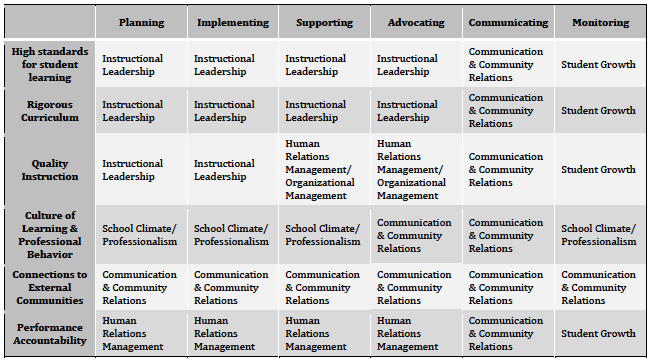 Planning Implementing Supporting Advocating Communicating Monitoring
High standards for student learning Instructional Leadership Instructional Leadership Instructional Leadership Instructional Leadership Communication & Community Relations Student Growth
Rigorous Curriculum Instructional Leadership Instructional Leadership Instructional Leadership Instructional Leadership Communication & Community Relations Student Growth
Quality Instruction Instructional Leadership Instructional Leadership Human Relations Management/ Organizational Management Human Relations Management/ Organizational Management Communication & Community Relations Student Growth
Culture of Learning & Professional Behavior School Climate/ Professionalism School Climate/ Professionalism School Climate/ Professionalism Communication & Community Relations Communication & Community Relations School Climate/ Professionalism
Connections to External Communities Communication & Community Relations Communication & Community Relations Communication & Community Relations Communication & Community Relations Communication & Community Relations Communication & Community Relations
Performance Accountability Human Relations Management Human Relations Management Human Relations Management Human Relations Management Communication & Community Relations Student Growth